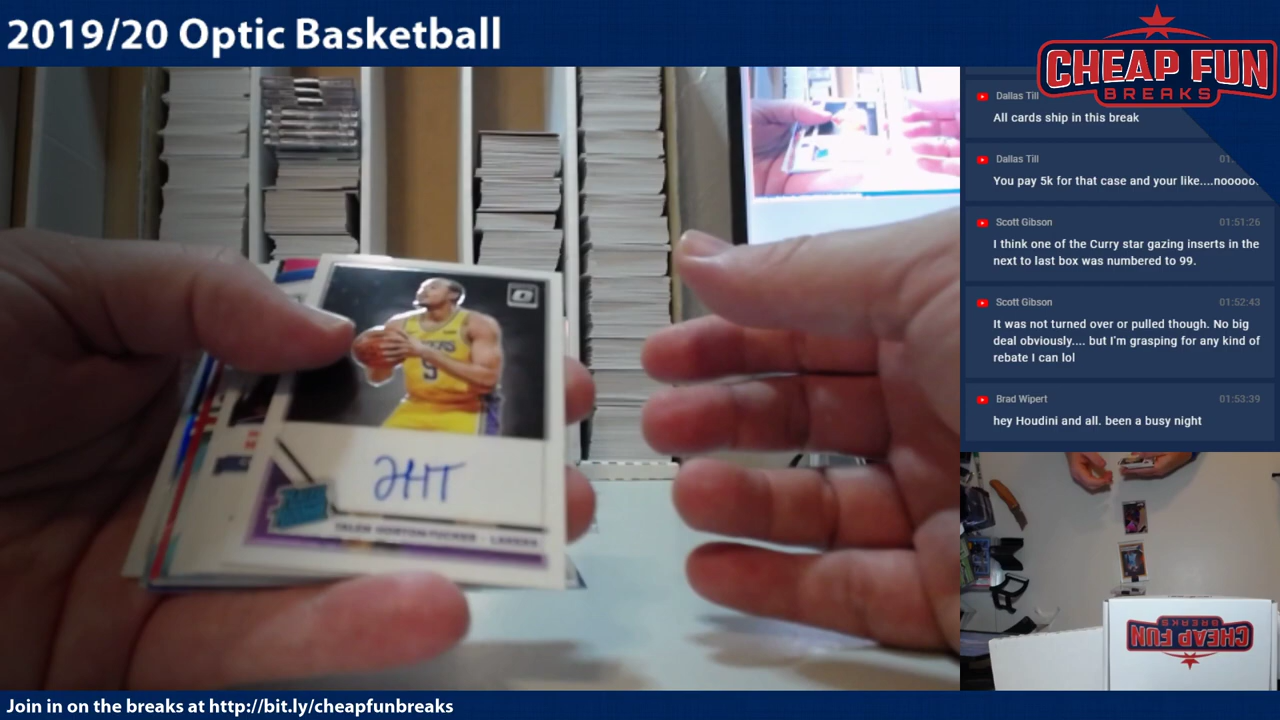 2019/20 Optic Basketball
CHEAP FUN
BREAKS
Dallas Till
All cards ship in this break
Dallas Till
You pay 5k for that case and your like....nooooo.
Scott Gibson 01:51:26
I think one of the Curry star gazing inserts in the
next to last box was numbered to 99.
Scott Gibson 01:52:43
It was not turned over or pulled though. No big
deal obviously.... but I'm grasping for any kind of
rebate I can lol
Brad Wipert 01:53:39
hey Houdini and all. been a busy night
9
THT
TALEN HORTON-TUCKER - LAKERS
CHEAP FUN
BREAKS
Join in on the breaks at http://bit.ly/cheapfunbreaks